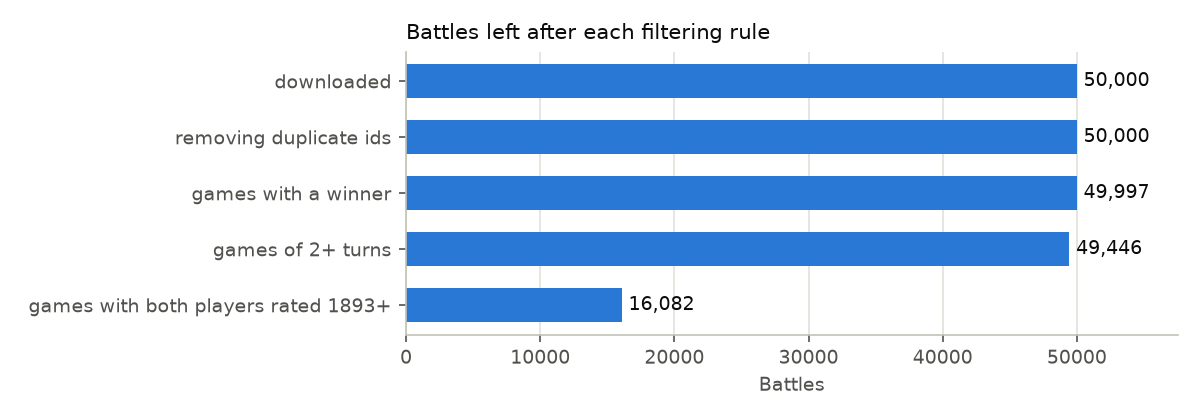 Battles left after each filtering rule
downloaded 50,000
removing duplicate ids 50,000
games with a winner 49,997
games of 2+ turns 49,446
games with both players rated 1893+ 16,082
0 10000 20000 30000 40000 50000
Battles